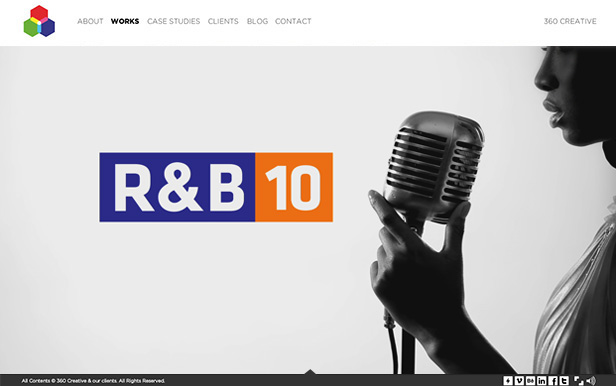 ABOUT WORKS CASE STUDIES CLIENTS BLOG CONTACT 360 CREATIVE
R&B 10
All Contents © 360 Creative & our clients. All Rights Reserved.